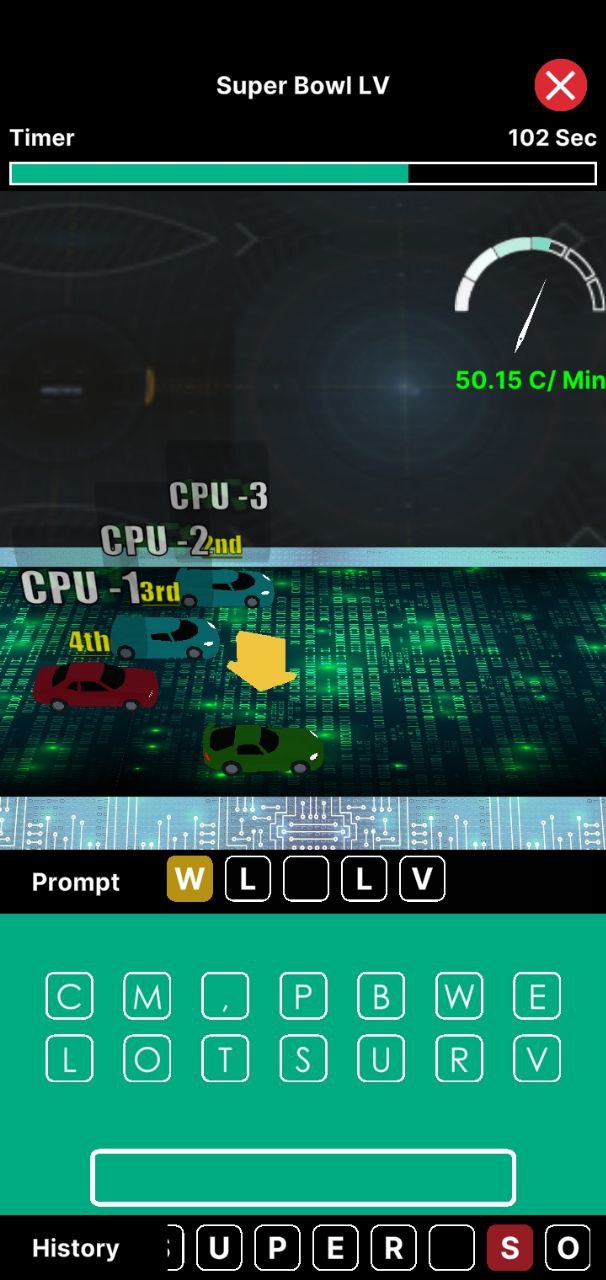 Super Bowl LV
Timer 102 Sec
50.15 C/ Min
CPU -3
2nd
CPU -2
3rd
CPU -1
4th
Prompt W L L V
C M , P B W E
L O T S U R V
History S U P E R S O